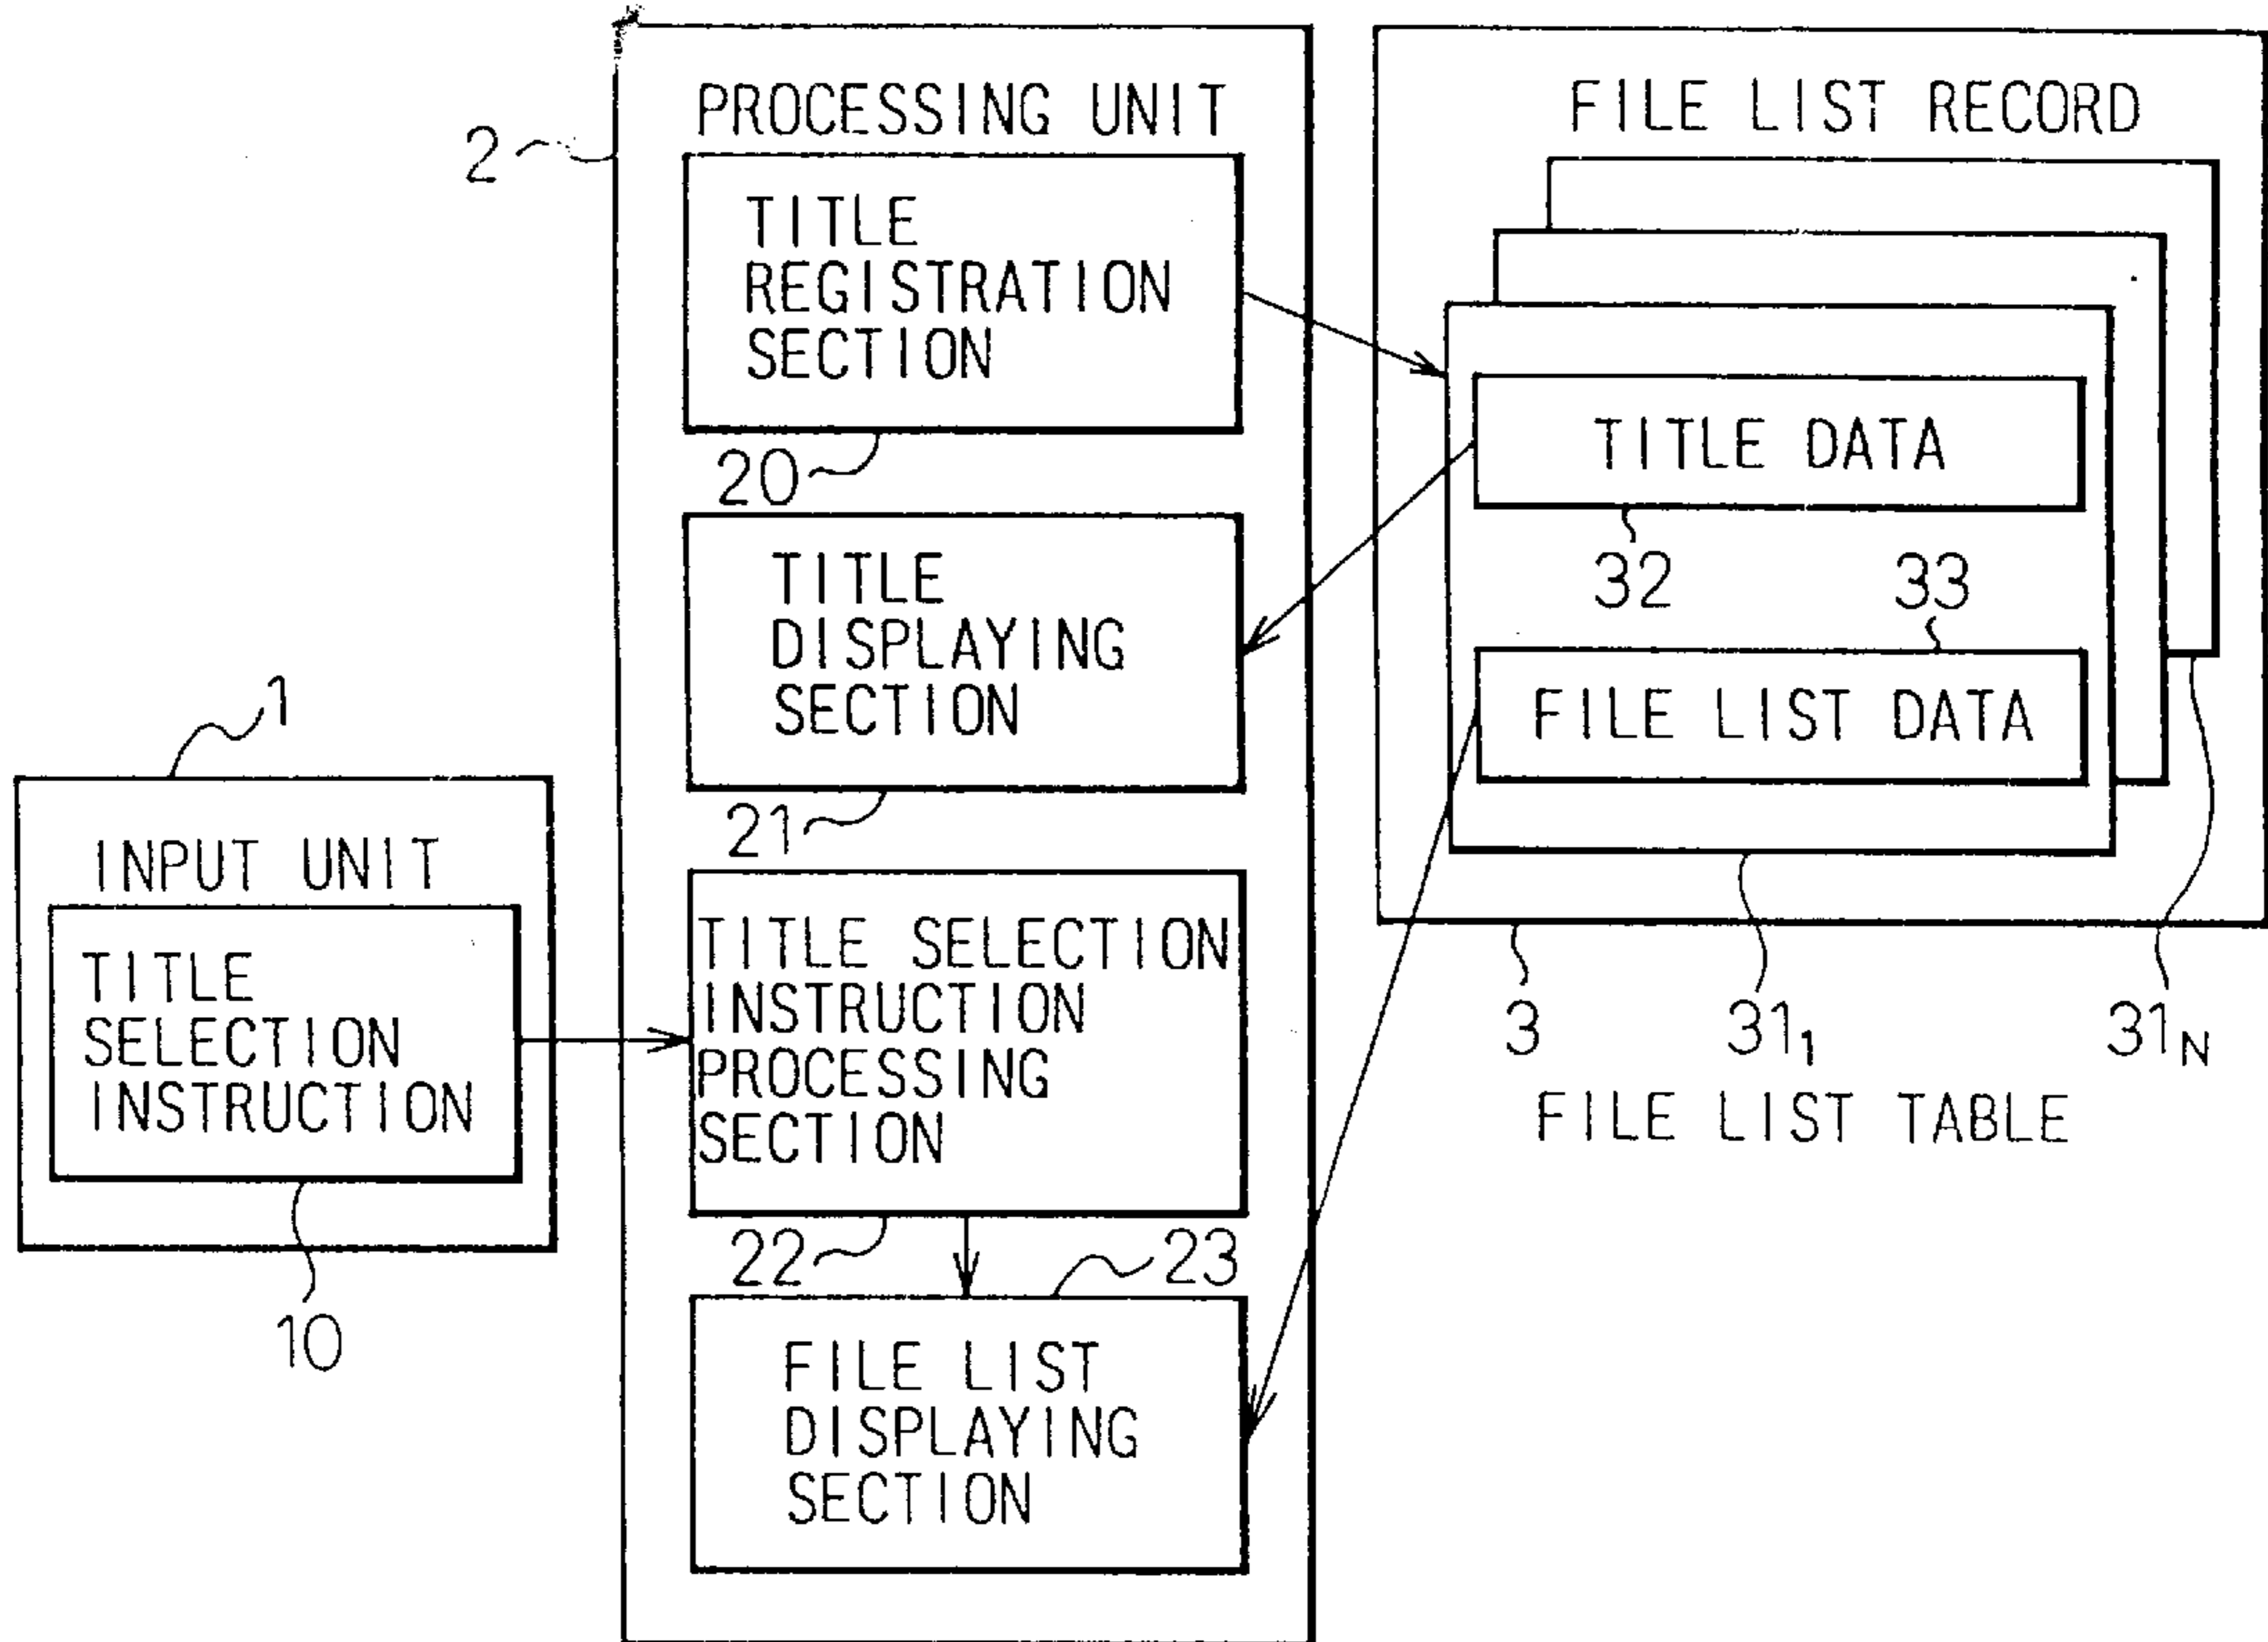 PROCESSING UNIT
2
TITLE
REGISTRATION
SECTION
20
TITLE
DISPLAYING
SECTION
21
TITLE SELECTION
INSTRUCTION
PROCESSING
SECTION
22
23
FILE LIST
DISPLAYING
SECTION
1
INPUT UNIT
TITLE
SELECTION
INSTRUCTION
10
FILE LIST RECORD
TITLE DATA
32
33
FILE LIST DATA
3
31₁
31N
FILE LIST TABLE